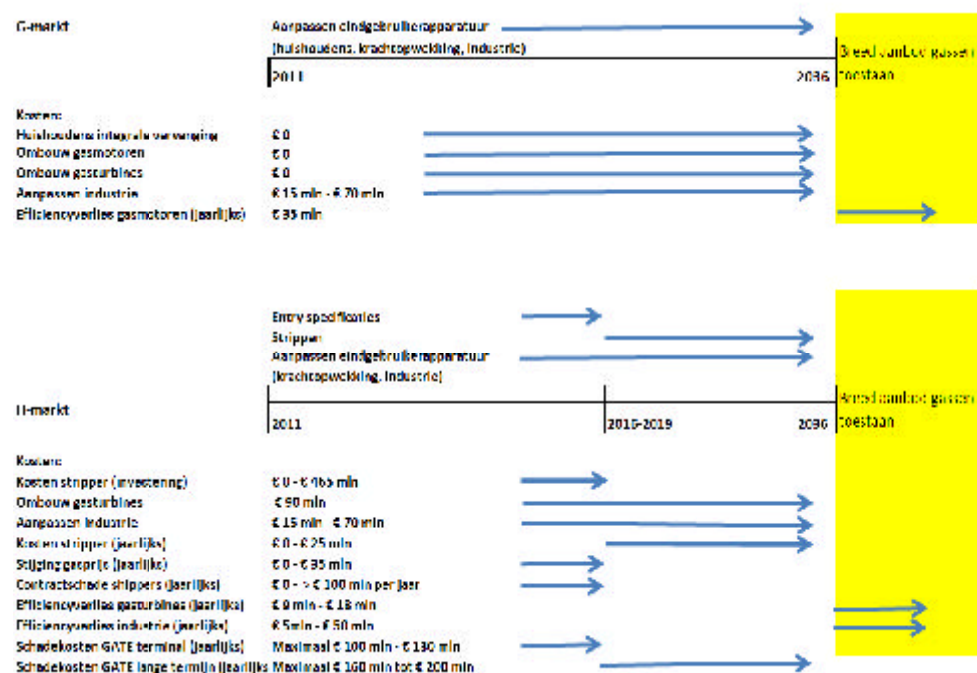 G-markt
Aanpassen eindgebruikerapparatuur
(huishoudens, krachtopwekking, industrie)
Breed aanbod gassen
toestaan
2011
2036
Kosten:
Huishoudens integrale vervanging € 0
Ombouw gasmotoren € 0
Ombouw gasturbines € 0
Aanpassen industrie € 15 mln - € 70 mln
Efficiencyverlies gasmotoren (jaarlijks) € 35 mln
Entry specificaties
Strippen
Aanpassen eindgebruikerapparatuur
(krachtopwekking, industrie)
H-markt
Breed aanbod gassen
toestaan
2011
2016-2019
2036
Kosten:
Kosten stripper (investering) € 0 - € 465 mln
Ombouw gasturbines € 90 mln
Aanpassen industrie € 15 mln - € 70 mln
Kosten stripper (jaarlijks) € 0 - € 25 mln
Stijging gasprijs (jaarlijks) € 0 - € 35 mln
Contractschade shippers (jaarlijks) € 0 - > € 100 mln per jaar
Efficiencyverlies gasturbines (jaarlijks) € 9 mln - € 18 mln
Efficiencyverlies industrie (jaarlijks) € 5mln - € 50 mln
Schadekosten GATE terminal (jaarlijks) Maximaal € 100 mln - € 130 mln
Schadekosten GATE lange termijn (jaarlijks Maximaal € 160 mln tot € 200 mln